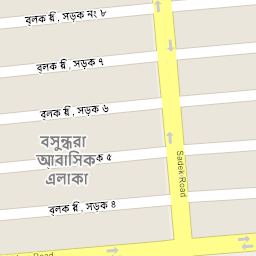 ব্লক বি, সড়ক নং ৮
ব্লক বি, সড়ক ৭
ব্লক বি, সড়ক ৬
বসুন্ধরা
আবাসিক
এলাকা
৫
ব্লক বি, সড়ক ৪
Sadek Road
Road